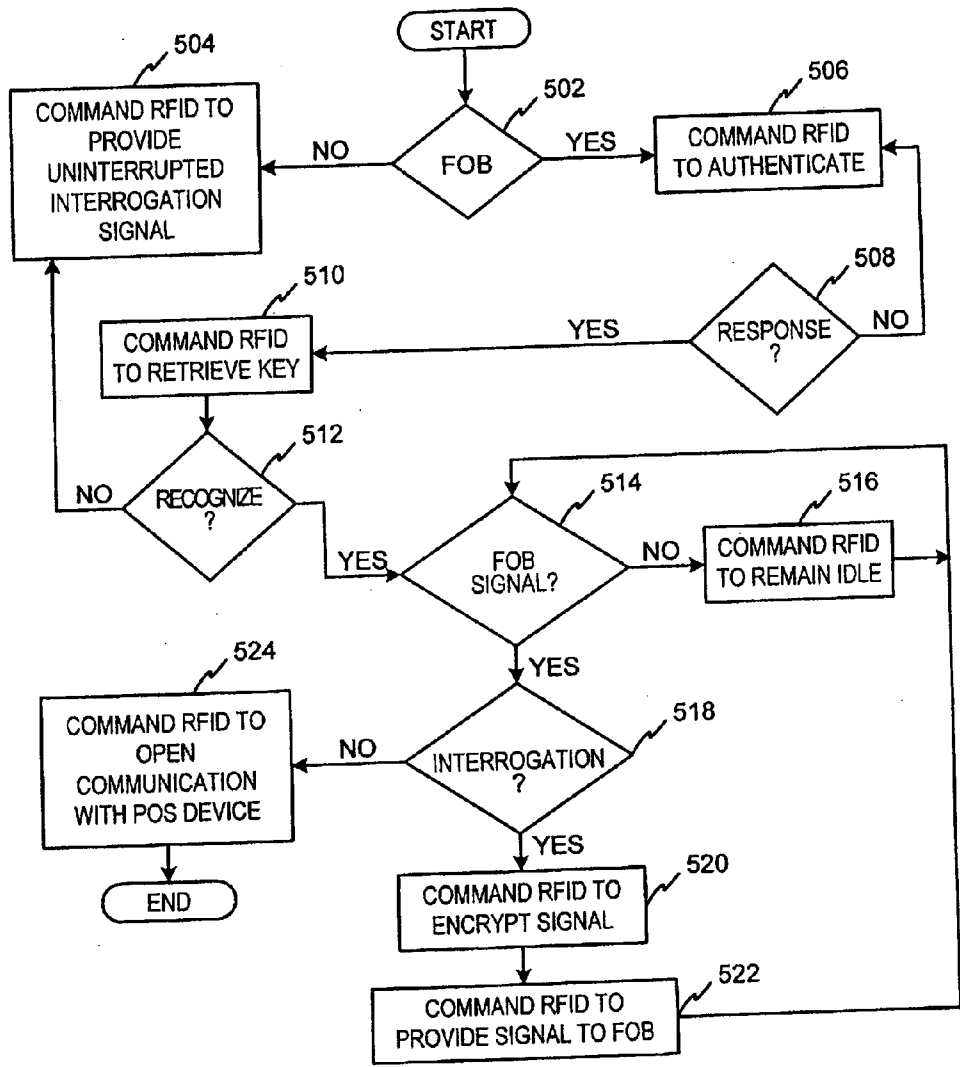 START
504
502
506
COMMAND RFID TO
PROVIDE
UNINTERRUPTED
INTERROGATION
SIGNAL
NO
FOB
YES
COMMAND RFID
TO AUTHENTICATE
510
508
COMMAND RFID
TO RETRIEVE KEY
YES
RESPONSE
?
NO
512
NO
RECOGNIZE
?
YES
514
516
FOB
SIGNAL?
NO
COMMAND RFID
TO REMAIN IDLE
YES
524
518
COMMAND RFID TO
OPEN
COMMUNICATION
WITH POS DEVICE
NO
INTERROGATION
?
YES
END
520
COMMAND RFID TO
ENCRYPT SIGNAL
522
COMMAND RFID TO
PROVIDE SIGNAL TO FOB